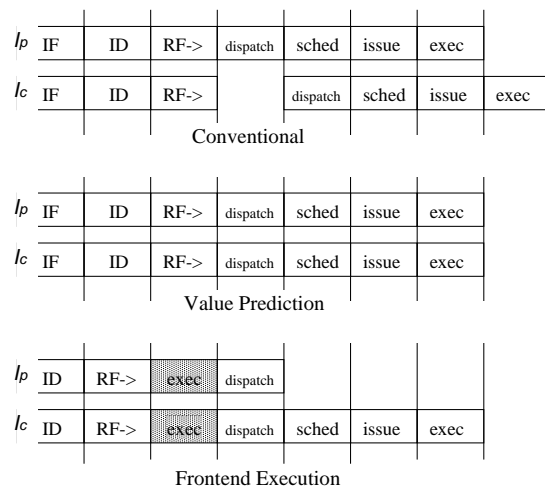 Ip IF ID RF-> dispatch sched issue exec
Ic IF ID RF-> dispatch sched issue exec
Conventional
Ip IF ID RF-> dispatch sched issue exec
Ic IF ID RF-> dispatch sched issue exec
Value Prediction
Ip ID RF-> exec dispatch
Ic ID RF-> exec dispatch sched issue exec
Frontend Execution